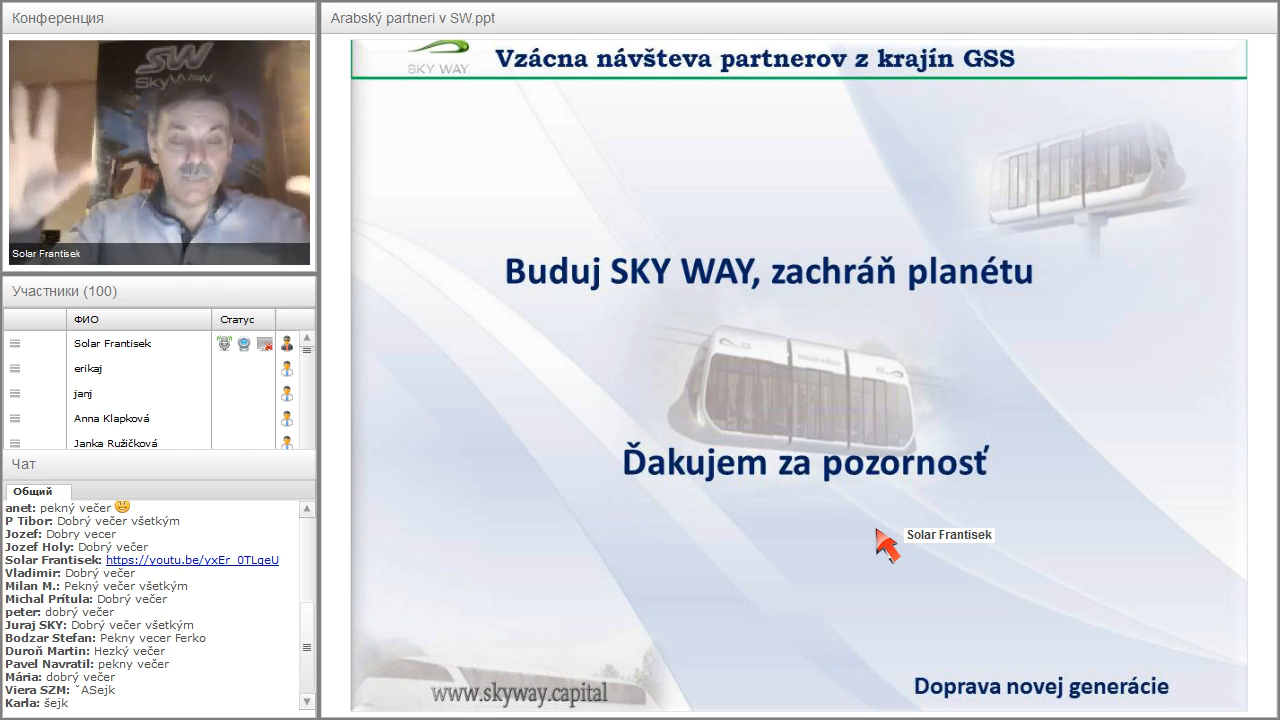 Конференция
SW
SkyWay
Solar Frantisek
Участники (100)
ФИО
Статус
Solar Frantisek
erikaj
janj
Anna Klapková
Janka Ružičková
Чат
Общий
anet: pekný večer
P Tibor: Dobrý večer všetkým
Jozef: Dobry vecer
Jozef Holy: Dobrý večer
Solar Frantisek: https://youtu.be/yxEr_0TLqeU
Vladimir: Dobrý večer
Milan M.: Pekný večer všetkým
Michal Prítula: Dobrý večer
peter: dobrý večer
Juraj SKY: Dobrý večer všetkým
Bodzar Stefan: Pekny vecer Ferko
Duroň Martin: Hezký večer
Pavel Navratil: pekny večer
Mária: dobrý večer
Viera SZM: ˇASejk
Karla: šejk
Arabský partneri v SW.ppt
SKY WAY
Vzácna návšteva partnerov z krajín GSS
Buduj SKY WAY, zachráň planétu
Ďakujem za pozornosť
Solar Frantisek
www.skyway.capital
Doprava novej generácie